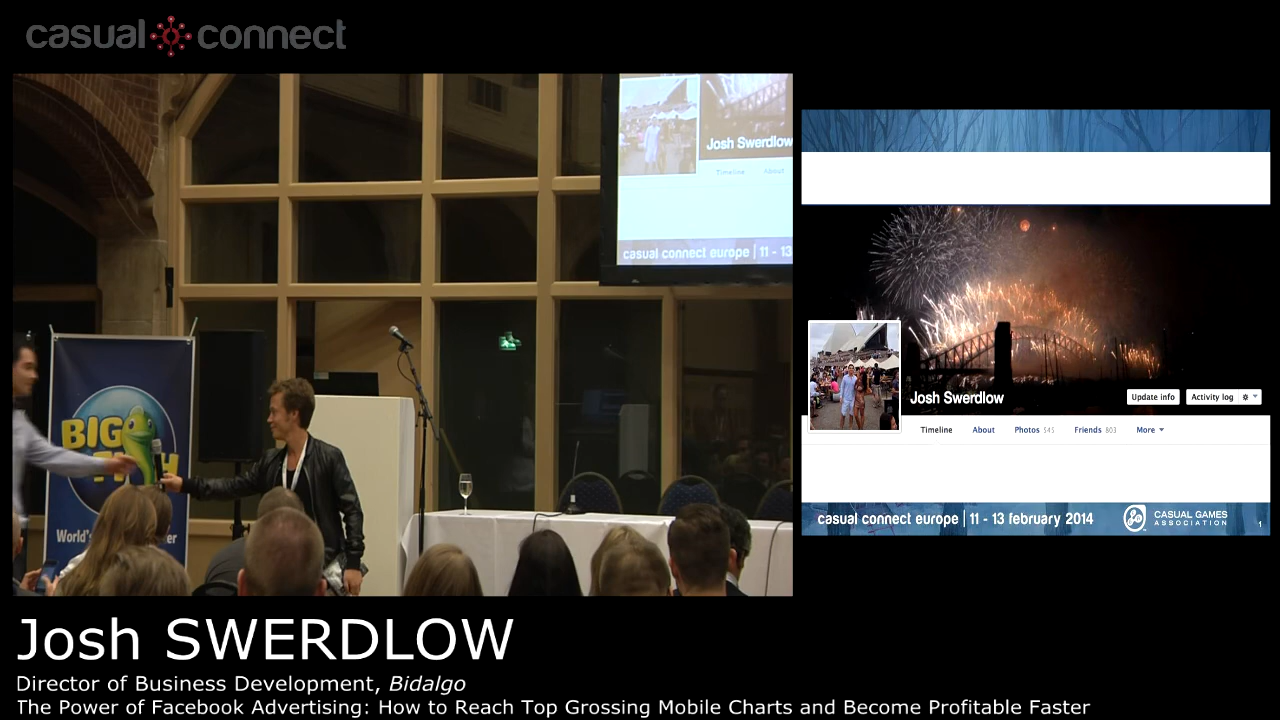 casual connect
Josh Swerdlow
Timeline About
casual connect europe | 11 - 13
BIG
World's
Josh Swerdlow
Update info Activity log
Timeline About Photos 545 Friends 803 More
casual connect europe | 11 - 13 february 2014
CASUAL GAMES
ASSOCIATION
1
Josh SWERDLOW
Director of Business Development, Bidalgo
The Power of Facebook Advertising: How to Reach Top Grossing Mobile Charts and Become Profitable Faster